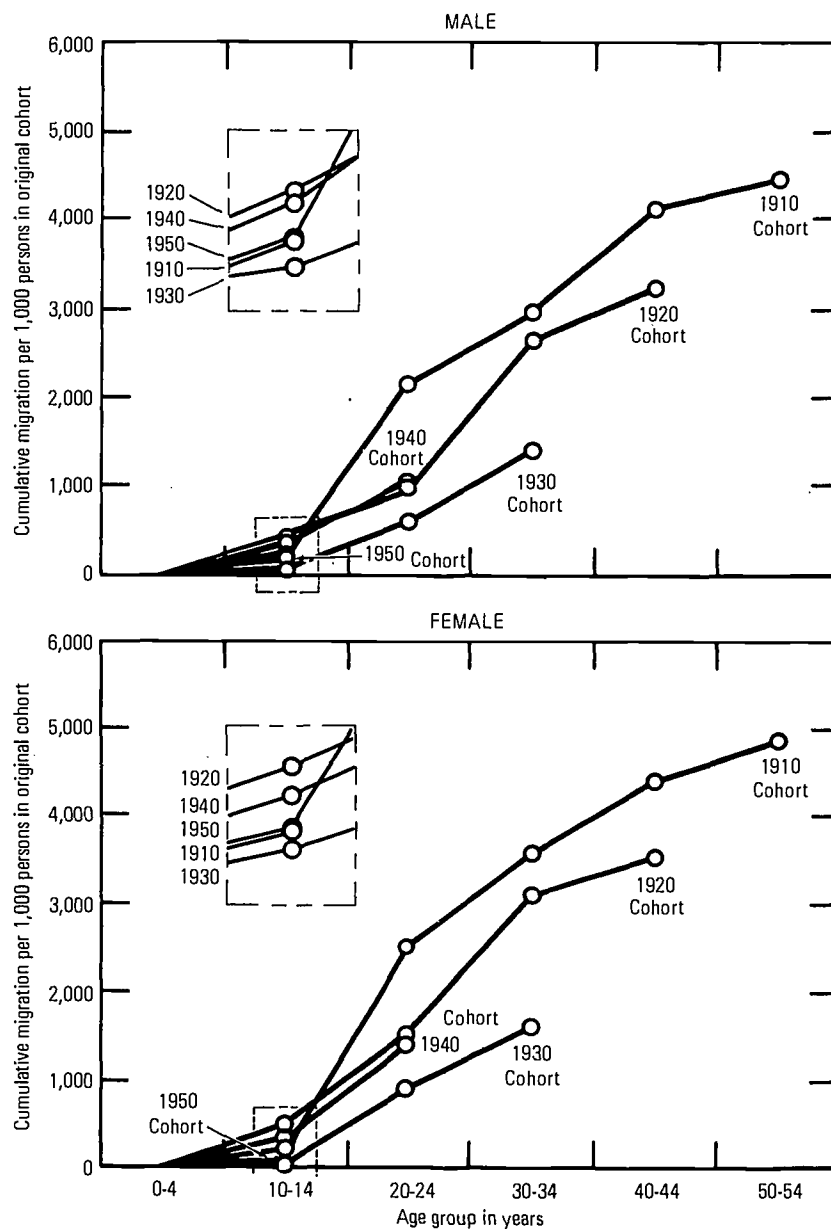 MALE
Cumulative migration per 1,000 persons in original cohort
6,000
5,000
4,000
3,000
2,000
1,000
0
1920
1940
1950
1910
1930
1910
Cohort
1920
Cohort
1940
Cohort
1930
Cohort
1950 Cohort
FEMALE
Cumulative migration per 1,000 persons in original cohort
6,000
5,000
4,000
3,000
2,000
1,000
0
1920
1940
1950
1910
1930
1910
Cohort
1920
Cohort
Cohort
1940
1930
Cohort
1950
Cohort
0-4 10-14 20-24 30-34 40-44 50-54
Age group in years